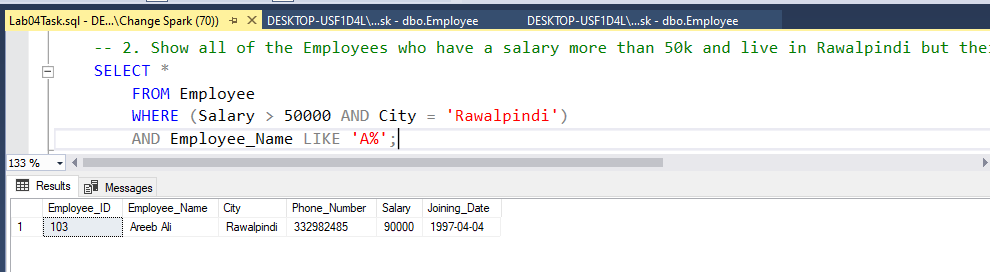 Lab04Task.sql - DE...\Change Spark (70)) DESKTOP-USF1D4L\...sk - dbo.Employee DESKTOP-USF1D4L\...sk - dbo.Employee
-- 2. Show all of the Employees who have a salary more than 50k and live in Rawalpindi but thei
SELECT *
FROM Employee
WHERE (Salary > 50000 AND City = 'Rawalpindi')
AND Employee_Name LIKE 'A%';
133 %
Results Messages
Employee_ID Employee_Name City Phone_Number Salary Joining_Date
1 103 Areeb Ali Rawalpindi 332982485 90000 1997-04-04